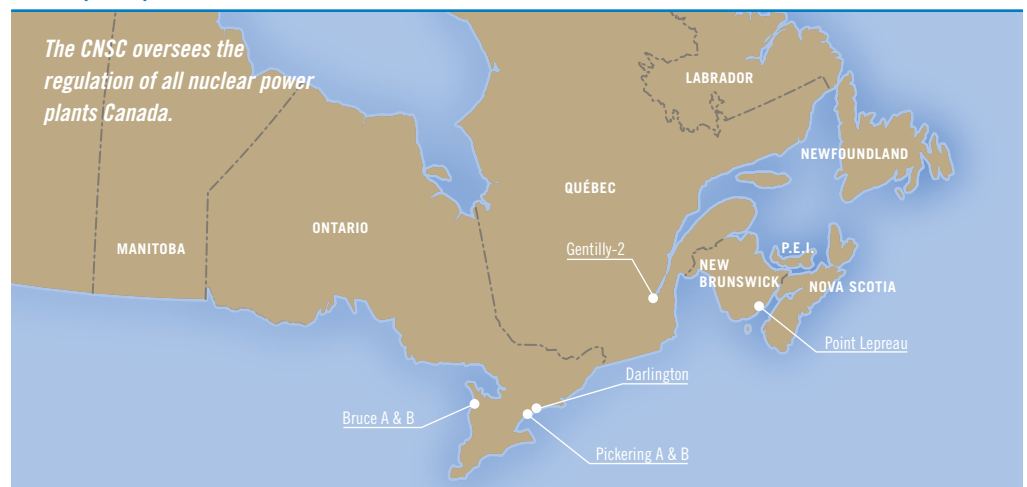 The CNSC oversees the
regulation of all nuclear power
plants Canada.
LABRADOR
NEWFOUNDLAND
QUÉBEC
ONTARIO
MANITOBA
Gentilly-2
P.E.I.
NEW
BRUNSWICK
NOVA SCOTIA
Point Lepreau
Darlington
Bruce A & B
Pickering A & B